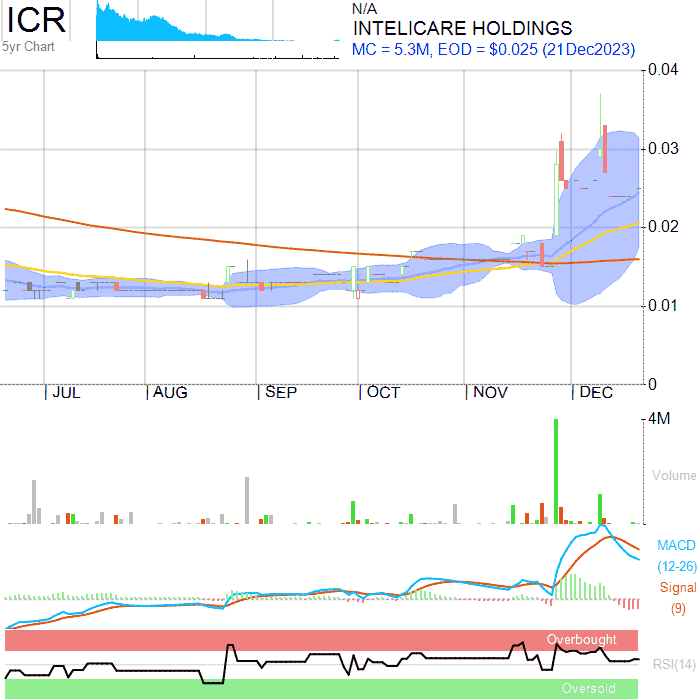 ICR
5yr Chart
N/A
INTELICARE HOLDINGS
MC = 5.3M, EOD = $0.025 (21Dec2023)
0.04
0.03
0.02
0.01
0
JUL
AUG
SEP
OCT
NOV
DEC
4M
Volume
MACD
(12-26)
Signal
(9)
Overbought
RSI(14)
Oversold